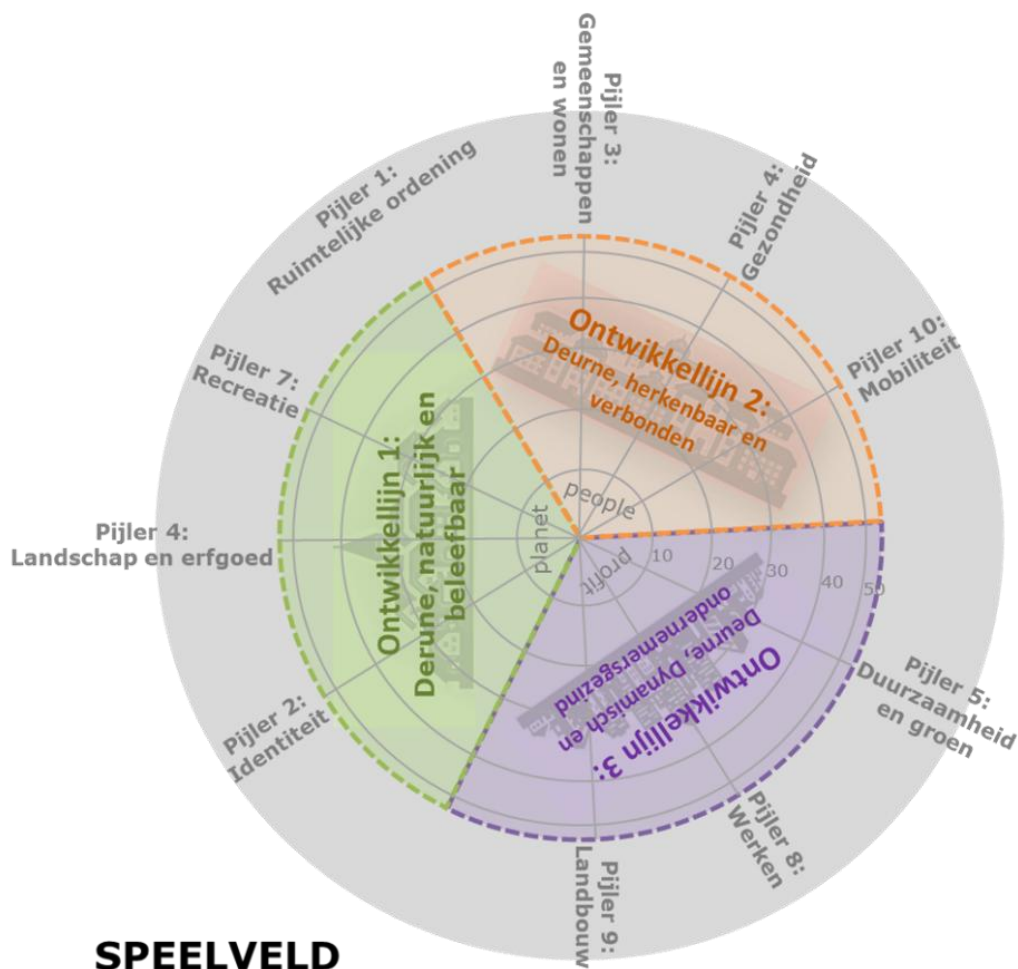 Pijler 3:
Gemeenschappen
en wonen
Pijler 4:
Gezondheid
Pijler 10:
Mobiliteit
Pijler 5:
Duurzaamheid
en groen
Pijler 8:
Werken
Pijler 9:
Landbouw
Pijler 2:
Identiteit
Pijler 4:
Landschap en erfgoed
Pijler 7:
Recreatie
Pijler 1:
Ruimtelijke ordening
Ontwikkellijn 2:
Deurne, herkenbaar en
verbonden
Ontwikkellijn 1:
Derune, natuurlijk en
beleefbaar
Ontwikkellijn 3:
Deurne, Dynamisch en
ondernemersgezind
people
planet
profit
10
20
30
40
50
SPEELVELD